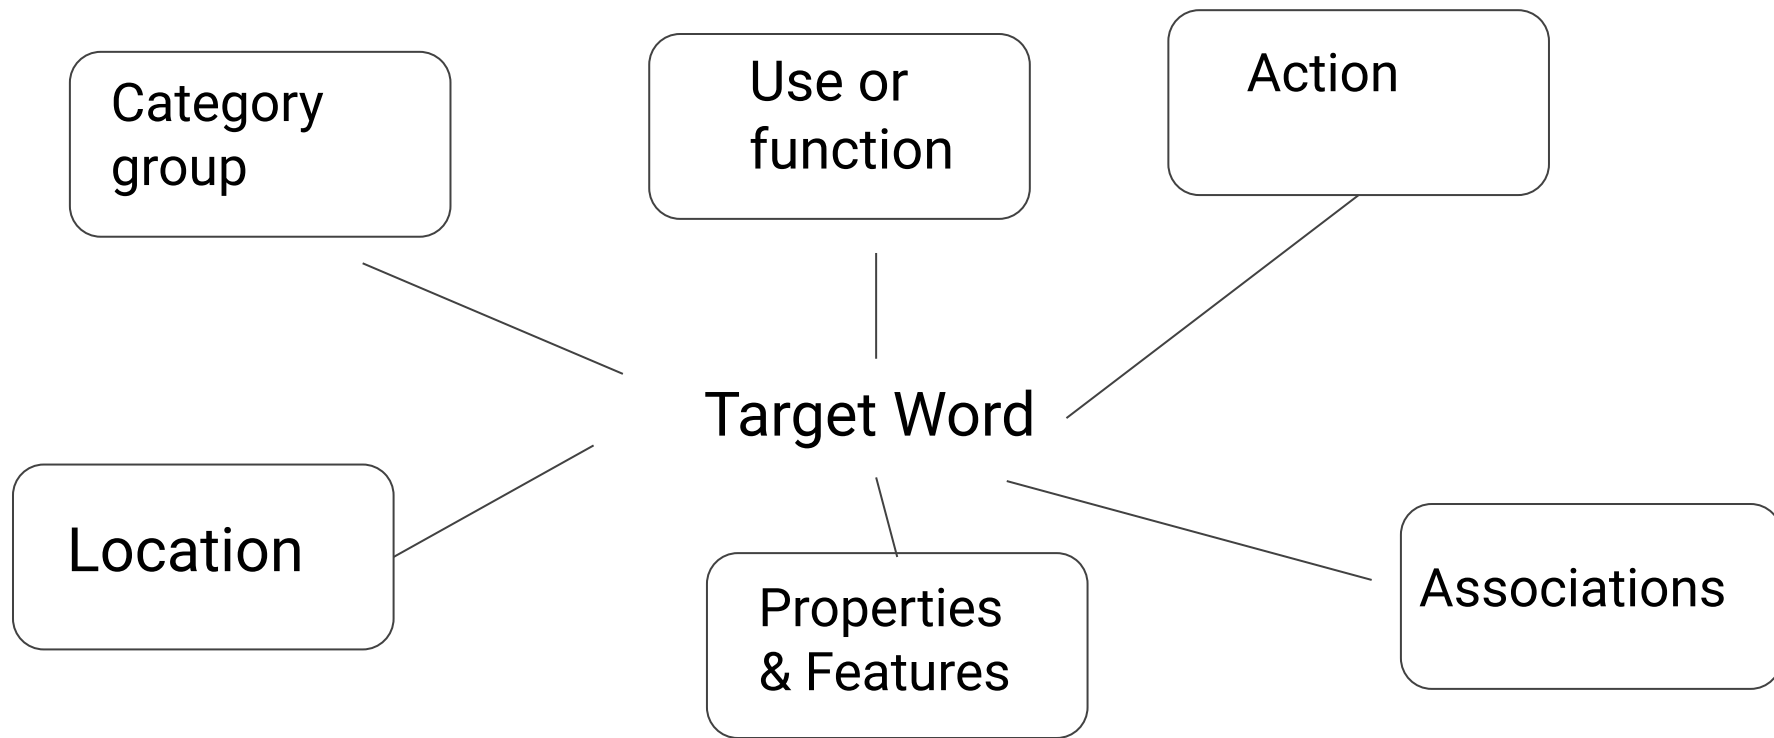 Category
group
Use or
function
Action
Target Word
Location
Properties
& Features
Associations